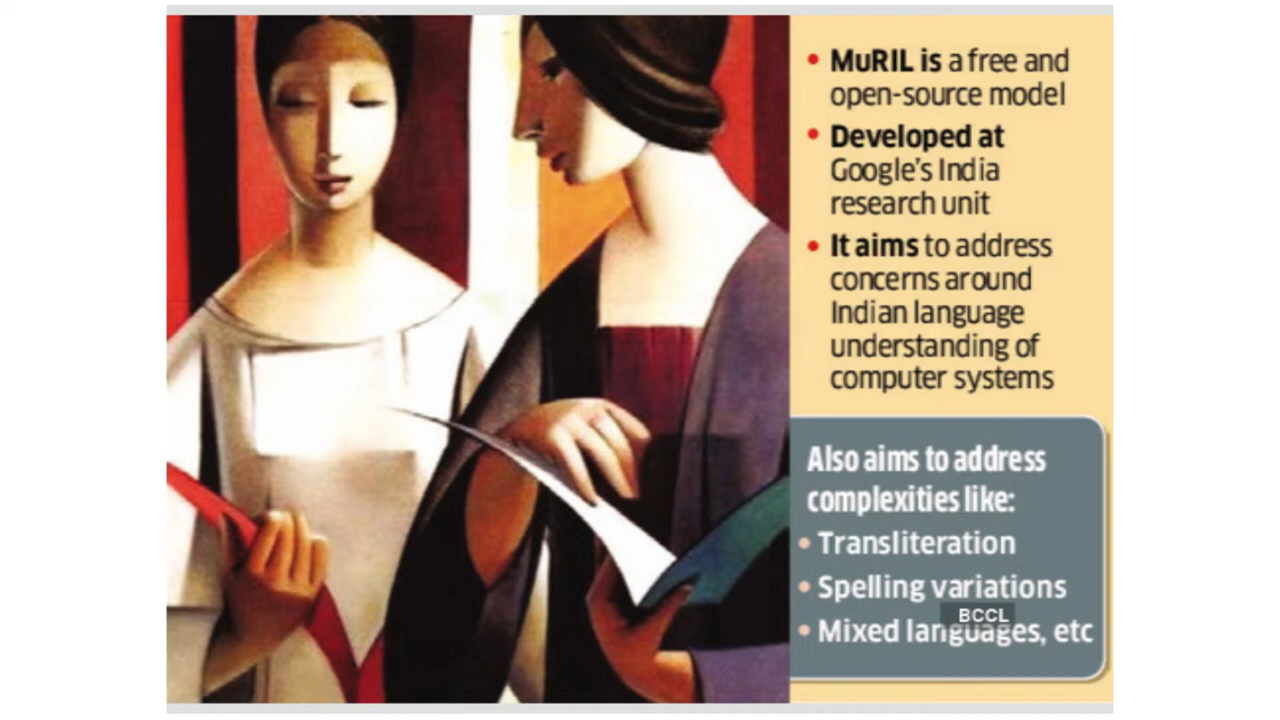 • MuRIL is a free and
open-source model
• Developed at
Google's India
research unit
• It aims to address
concerns around
Indian language
understanding of
computer systems
Also aims to address
complexities like:
• Transliteration
• Spelling variations
BCCL
• Mixed languages, etc